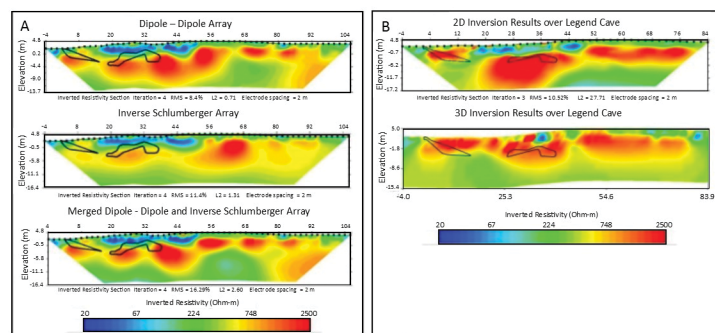 A
Dipole – Dipole Array
-4 8 20 32 44 56 68 80 92 104
Elevation (m)
4.8
0.2
-4.4
-9.0
-13.7
Inverted Resistivity Section Iteration = 4 RMS = 8.4% L2 = 0.71 Electrode spacing = 2 m
Inverse Schlumberger Array
-4 8 20 32 44 56 68 80 92 104
Elevation (m)
4.8
-0.5
-5.8
-11.1
-16.4
Inverted Resistivity Section Iteration = 4 RMS = 11.4% L2 = 1.31 Electrode spacing = 2 m
Merged Dipole - Dipole and Inverse Schlumberger Array
-4 8 20 32 44 56 68 80 92 104
Elevation (m)
4.8
-0.5
-5.8
-11.1
-16.4
Inverted Resistivity Section Iteration = 4 RMS = 16.29% L2 = 2.60 Electrode spacing = 2 m
Inverted Resistivity (Ohm-m)
20 67 224 748 2500
B
2D Inversion Results over Legend Cave
-4 4 12 20 28 36 44 52 60 68 76 84
Elevation (m)
4.8
-0.7
-6.2
-11.7
-17.2
Inverted Resistivity Section Iteration = 3 RMS = 10.52% L2 = 27.71 Electrode spacing = 2 m
3D Inversion Results over Legend Cave
Elevation (m)
5.0
-1.8
-8.6
-15.4
-4.0 25.3 54.6 83.9
Inverted Resistivity (Ohm-m)
20 67 224 748 2500